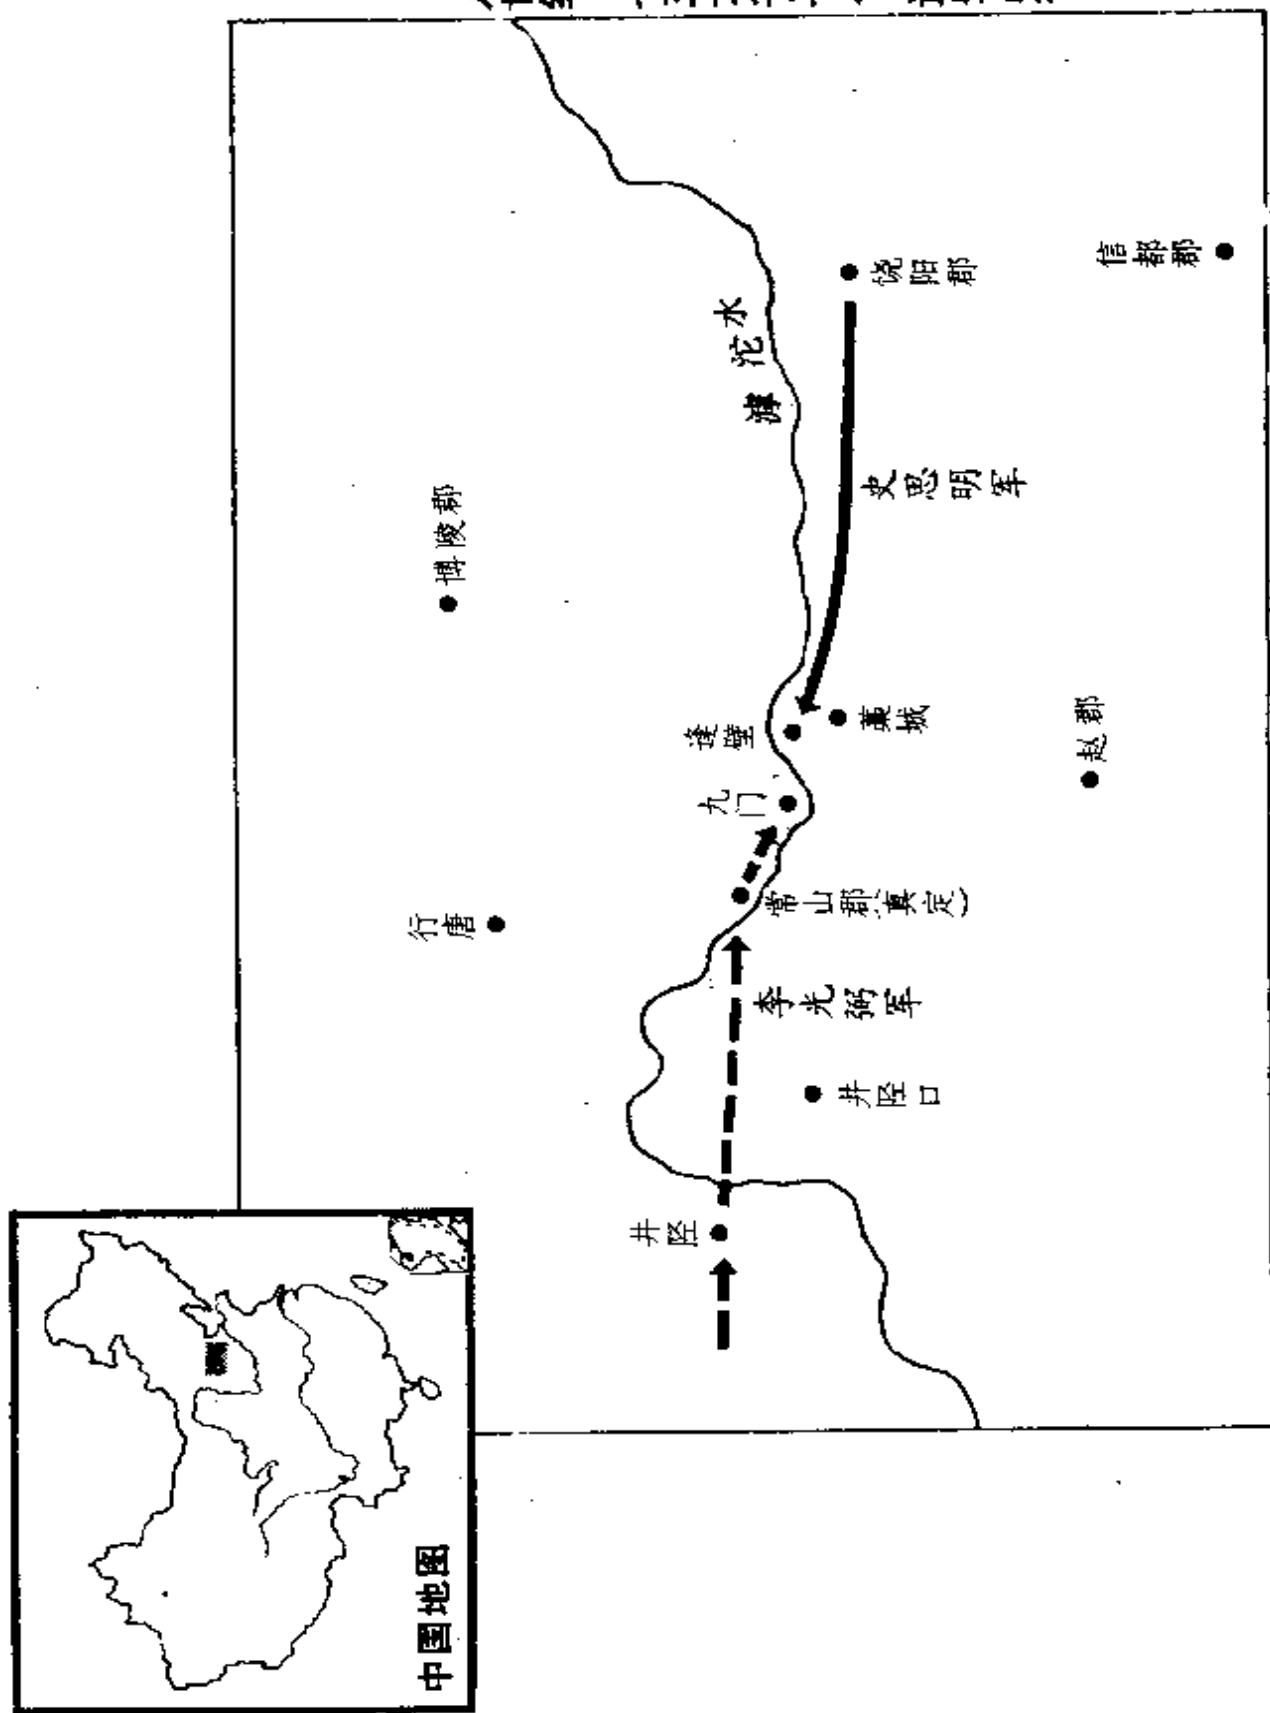 行唐
博陵郡
滹沱水
饶阳郡
信都郡
史思明军
逢壁
藁城
九门
赵郡
常山郡(真定)
李光弼军
井陉口
井陉
中国地图